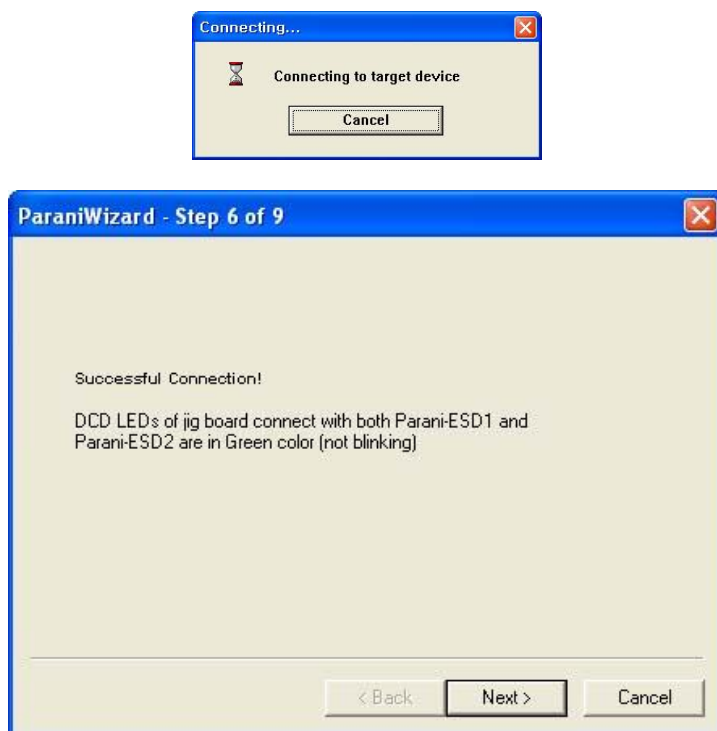 Connecting...
Connecting to target device
Cancel
ParaniWizard - Step 6 of 9
Successful Connection!
DCD LEDs of jig board connect with both Parani-ESD1 and
Parani-ESD2 are in Green color (not blinking)
< Back Next > Cancel